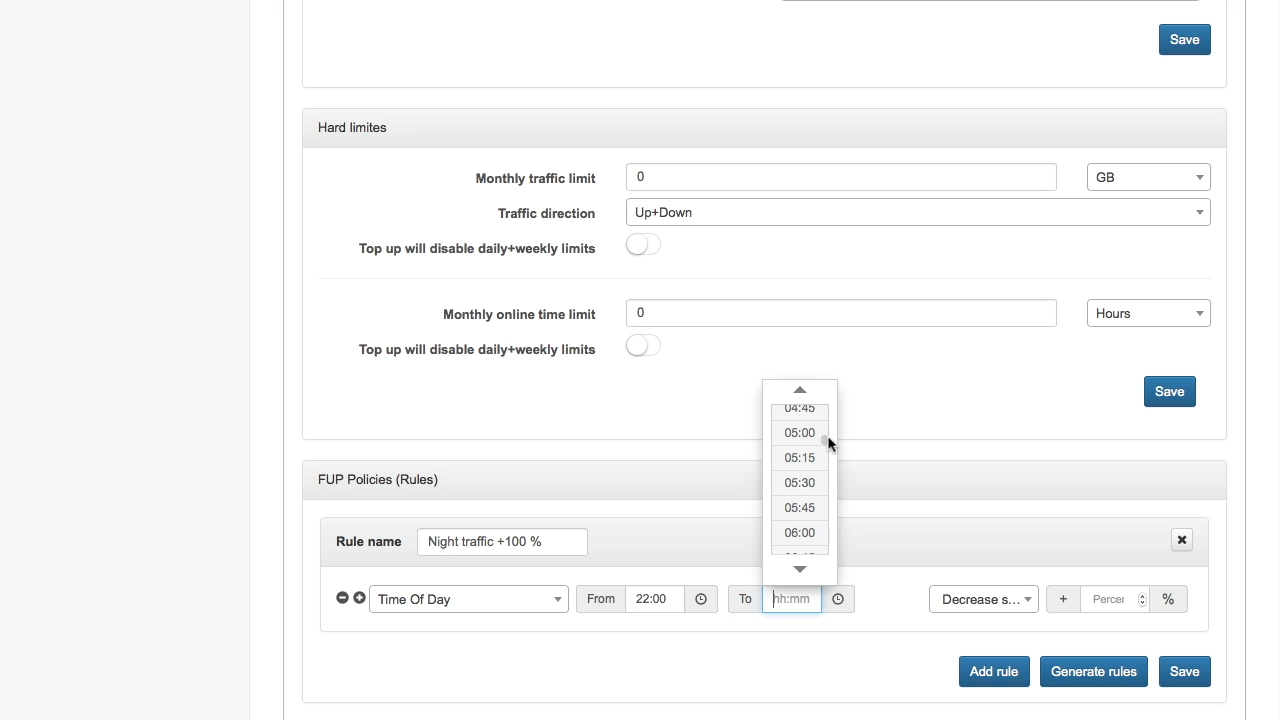 Save
Hard limites
Monthly traffic limit 0 GB
Traffic direction Up+Down
Top up will disable daily+weekly limits
Monthly online time limit 0 Hours
Top up will disable daily+weekly limits
Save
04:45
05:00
05:15
05:30
05:45
06:00
FUP Policies (Rules)
Rule name Night traffic +100 %
Time Of Day From 22:00 To hh:mm Decrease s... + Percer %
Add rule Generate rules Save